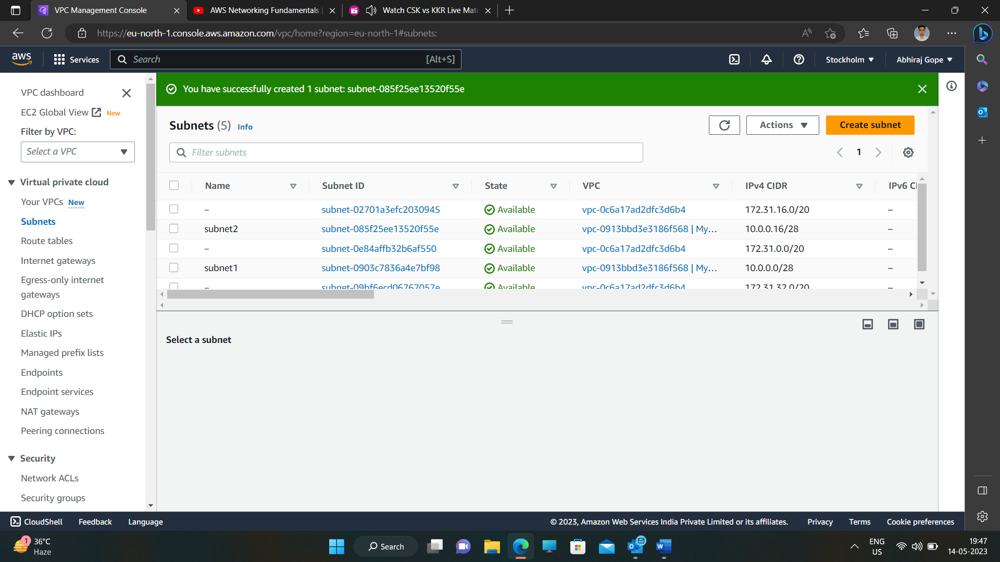 VPC Management Console
AWS Networking Fundamentals |
Watch CSK vs KKR Live Matc
https://eu-north-1.console.aws.amazon.com/vpc/home?region=eu-north-1#subnets:
aws
Services
Search
[Alt+S]
Stockholm
Abhiraj Gope
VPC dashboard
EC2 Global View New
Filter by VPC:
Select a VPC
Virtual private cloud
Your VPCs New
Subnets
Route tables
Internet gateways
Egress-only internet
gateways
DHCP option sets
Elastic IPs
Managed prefix lists
Endpoints
Endpoint services
NAT gateways
Peering connections
Security
Network ACLs
Security groups
You have successfully created 1 subnet: subnet-085f25ee13520f55e
Subnets (5) Info
Actions
Create subnet
Filter subnets
1
Name Subnet ID State VPC IPv4 CIDR IPv6 CI
– subnet-02701a3efc2030945 Available vpc-0c6a17ad2dfc3d6b4 172.31.16.0/20 –
subnet2 subnet-085f25ee13520f55e Available vpc-0913bbd3e3186f568 | My... 10.0.0.16/28 –
– subnet-0e84affb32b6af550 Available vpc-0c6a17ad2dfc3d6b4 172.31.0.0/20 –
subnet1 subnet-0903c7836a4e7bf98 Available vpc-0913bbd3e3186f568 | My... 10.0.0.0/28 –
– subnet-09bf6ecd06767057e Available vpc-0c6a17ad2dfc3d6b4 172.31.32.0/20 –
Select a subnet
CloudShell Feedback Language
© 2023, Amazon Web Services India Private Limited or its affiliates. Privacy Terms Cookie preferences
1
36°C
Haze
Search
ENG
US
19:47
14-05-2023